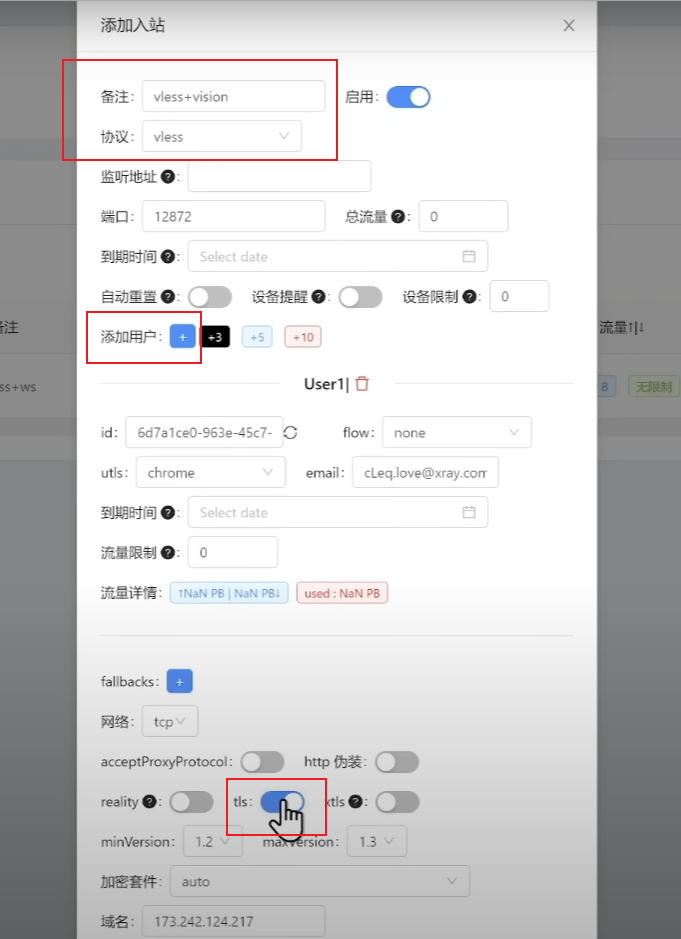 添加入站
备注: vless+vision 启用:
协议: vless
监听地址 ?:
端口: 12872 总流量 ?: 0
到期时间 ?: Select date
自动重置 ?: 设备提醒 ?: 设备限制 ?: 0
备注 流量↑|↓
添加用户: + +3 +5 +10
User1|
ss+ws B 无限制
id: 6d7a1ce0-963e-45c7- flow: none
utls: chrome email: cLeq.love@xray.com
到期时间 ?: Select date
流量限制 ?: 0
流量详情: ↑NaN PB | NaN PB↓ used : NaN PB
fallbacks: +
网络: tcp
acceptProxyProtocol: http 伪装:
reality ?: tls: xtls ?:
minVersion: 1.2 maxVersion: 1.3
加密套件: auto
域名: 173.242.124.217